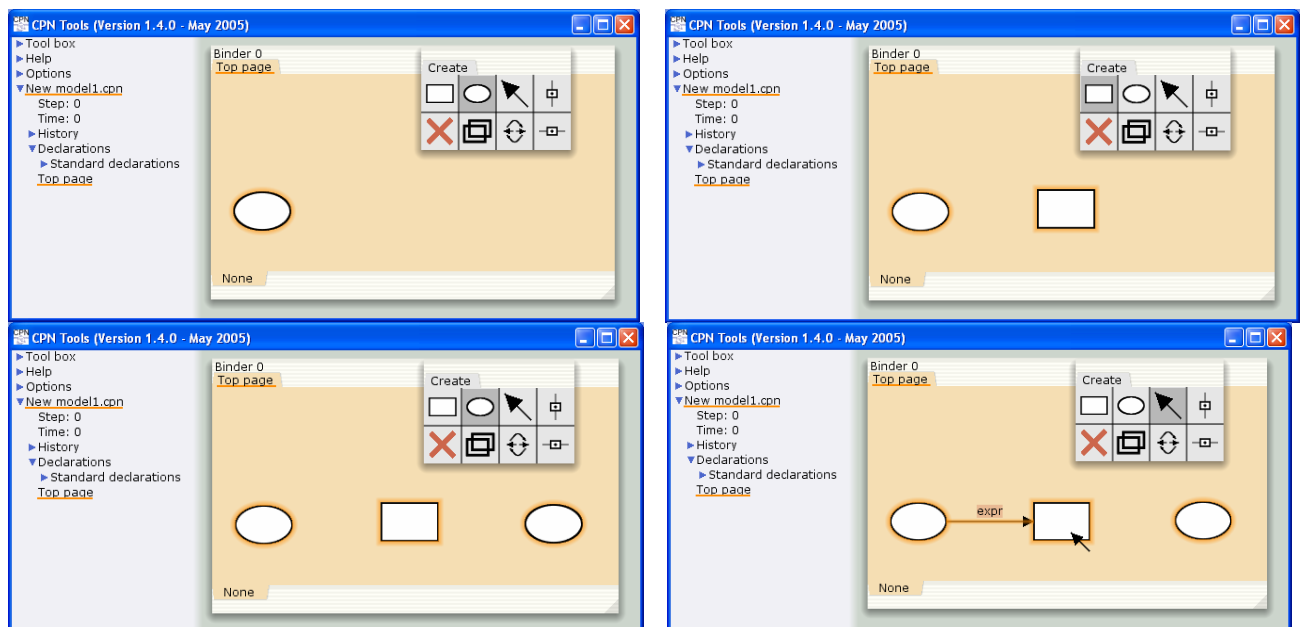 CPN Tools (Version 1.4.0 - May 2005)
Tool box
Help
Options
New model1.cpn
Step: 0
Time: 0
History
Declarations
Standard declarations
Top page
Binder 0
Top page
Create
None
CPN Tools (Version 1.4.0 - May 2005)
Tool box
Help
Options
New model1.cpn
Step: 0
Time: 0
History
Declarations
Standard declarations
Top page
Binder 0
Top page
Create
None
CPN Tools (Version 1.4.0 - May 2005)
Tool box
Help
Options
New model1.cpn
Step: 0
Time: 0
History
Declarations
Standard declarations
Top page
Binder 0
Top page
Create
None
CPN Tools (Version 1.4.0 - May 2005)
Tool box
Help
Options
New model1.cpn
Step: 0
Time: 0
History
Declarations
Standard declarations
Top page
Binder 0
Top page
Create
expr
None